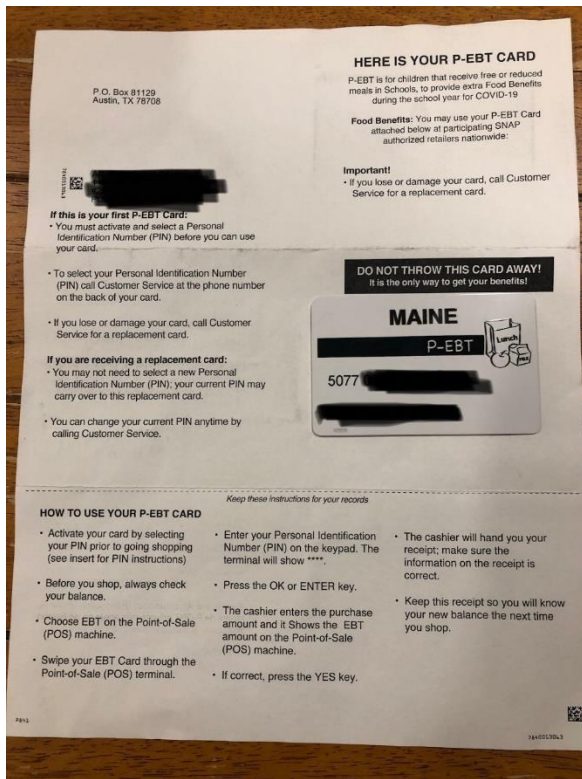 P.O. Box 81129
Austin, TX 78708
HERE IS YOUR P-EBT CARD
P-EBT is for children that receive free or reduced
meals in Schools, to provide extra Food Benefits
during the school year for COVID-19
Food Benefits: You may use your P-EBT Card
attached below at participating SNAP
authorized retailers nationwide:
Important!
• If you lose or damage your card, call Customer
Service for a replacement card.
If this is your first P-EBT Card:
• You must activate and select a Personal
Identification Number (PIN) before you can use
your card.
• To select your Personal Identification Number
(PIN) call Customer Service at the phone number
on the back of your card.
• If you lose or damage your card, call Customer
Service for a replacement card.
If you are receiving a replacement card:
• You may not need to select a new Personal
Identification Number (PIN); your current PIN may
carry over to this replacement card.
• You can change your current PIN anytime by
calling Customer Service.
DO NOT THROW THIS CARD AWAY!
It is the only way to get your benefits!
MAINE
P-EBT
Lunch
MILK
5077
Keep these instructions for your records
HOW TO USE YOUR P-EBT CARD
• Activate your card by selecting
your PIN prior to going shopping
(see insert for PIN instructions)
• Before you shop, always check
your balance.
• Choose EBT on the Point-of-Sale
(POS) machine.
• Swipe your EBT Card through the
Point-of-Sale (POS) terminal.
• Enter your Personal Identification
Number (PIN) on the keypad. The
terminal will show ****.
• Press the OK or ENTER key.
• The cashier enters the purchase
amount and it Shows the EBT
amount on the Point-of-Sale
(POS) machine.
• If correct, press the YES key.
• The cashier will hand you your
receipt; make sure the
information on the receipt is
correct.
• Keep this receipt so you will know
your new balance the next time
you shop.